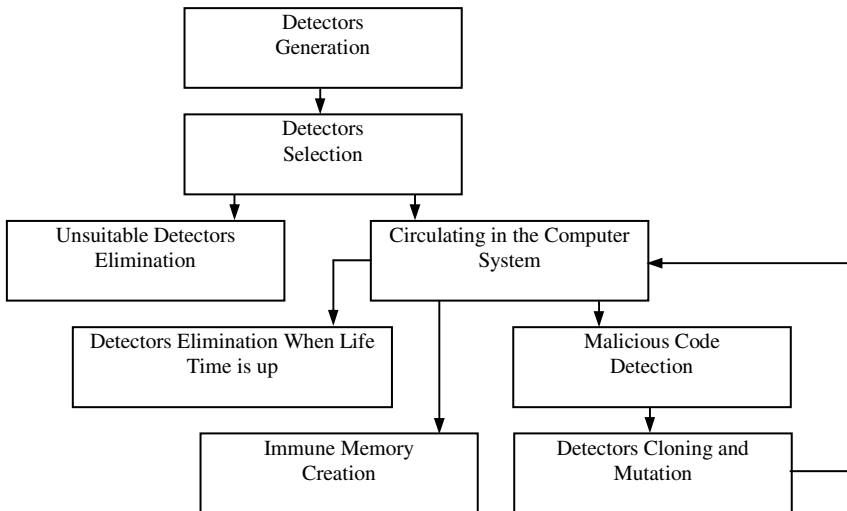 Detectors
Generation
Detectors
Selection
Unsuitable Detectors
Elimination
Circulating in the Computer
System
Detectors Elimination When Life
Time is up
Malicious Code
Detection
Immune Memory
Creation
Detectors Cloning and
Mutation